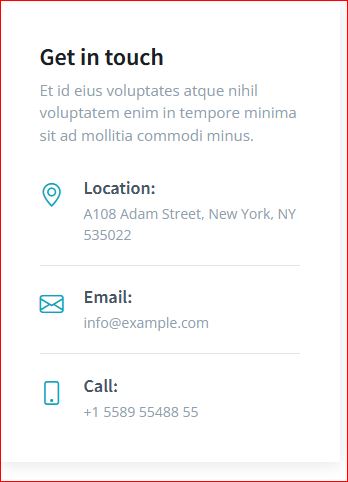 Get in touch
Et id eius voluptates atque nihil
voluptatem enim in tempore minima
sit ad mollitia commodi minus.
Location:
A108 Adam Street, New York, NY
535022
Email:
info@example.com
Call:
+1 5589 55488 55